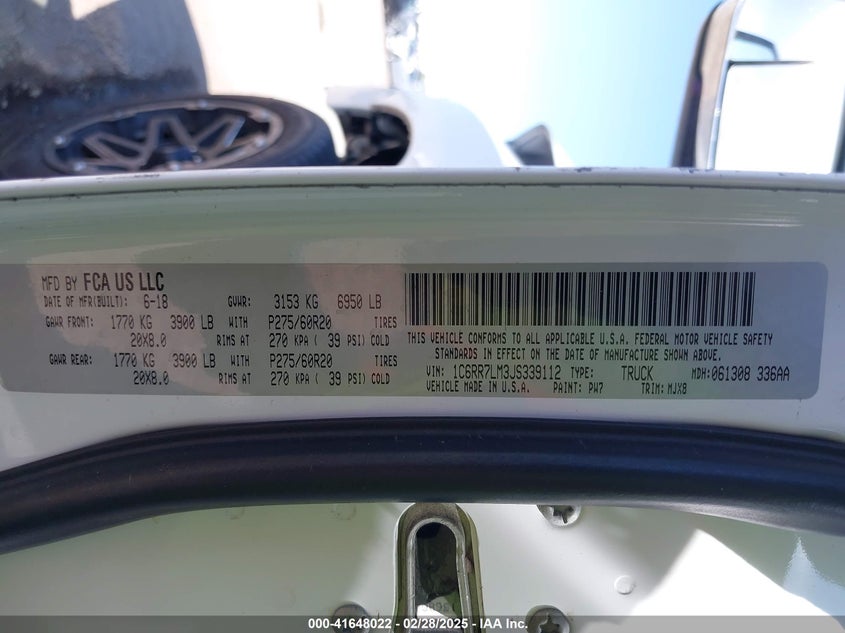 MFD BY FCA US LLC
DATE OF MFR(BUILT): 6-18 GVWR: 3153 KG 6950 LB
GAWR FRONT: 1770 KG 3900 LB WITH P275/60R20 TIRES
20X8.0 RIMS AT 270 KPA ( 39 PSI) COLD
GAWR REAR: 1770 KG 3900 LB WITH P275/60R20 TIRES
20X8.0 RIMS AT 270 KPA ( 39 PSI) COLD
THIS VEHICLE CONFORMS TO ALL APPLICABLE U.S.A. FEDERAL MOTOR VEHICLE SAFETY
STANDARDS IN EFFECT ON THE DATE OF MANUFACTURE SHOWN ABOVE.
VIN: 1C6RR7LM3JS339112 TYPE: TRUCK MDH: 061308 336AA
VEHICLE MADE IN U.S.A. PAINT: PW7 TRIM: MJX8
000-41648022 - 02/28/2025 - IAA Inc.